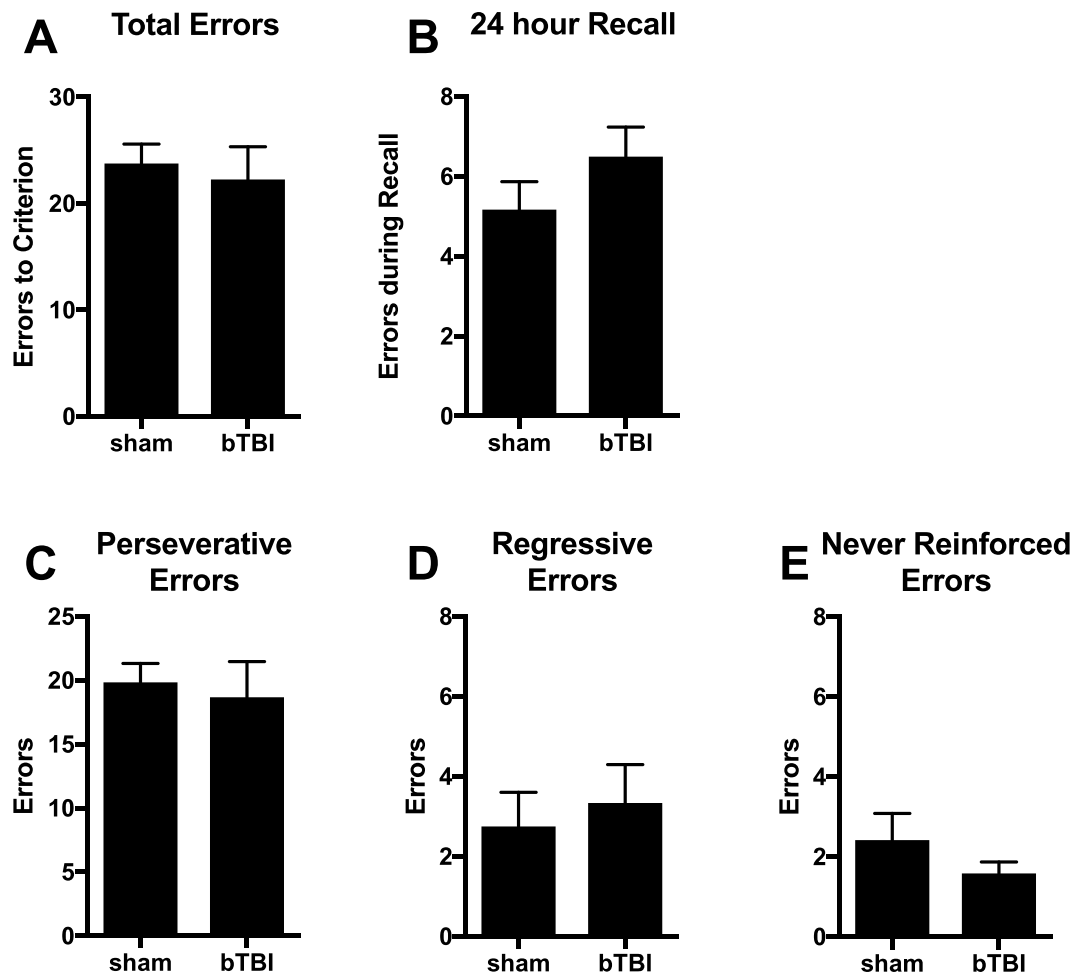 A
Total Errors
Errors to Criterion
30
20
10
0
sham
bTBI
B
24 hour Recall
Errors during Recall
8
6
4
2
0
sham
bTBI
C
Perseverative
Errors
Errors
25
20
15
10
5
0
sham
bTBI
D
Regressive
Errors
Errors
8
6
4
2
0
sham
bTBI
E
Never Reinforced
Errors
Errors
8
6
4
2
0
sham
bTBI